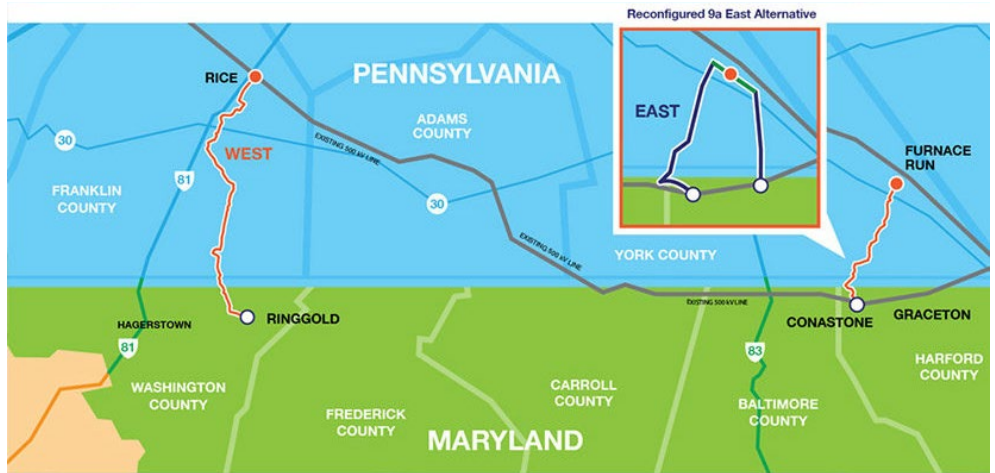 Reconfigured 9a East Alternative
RICE
PENNSYLVANIA
ADAMS
COUNTY
EAST
30
WEST
EXISTING 500 kV LINE
FURNACE
RUN
81
FRANKLIN
COUNTY
30
EXISTING 500 kV LINE
YORK COUNTY
EXISTING 500 kV LINE
HAGERSTOWN
RINGGOLD
CONASTONE
GRACETON
81
83
HARFORD
COUNTY
WASHINGTON
COUNTY
CARROLL
COUNTY
FREDERICK
COUNTY
BALTIMORE
COUNTY
MARYLAND